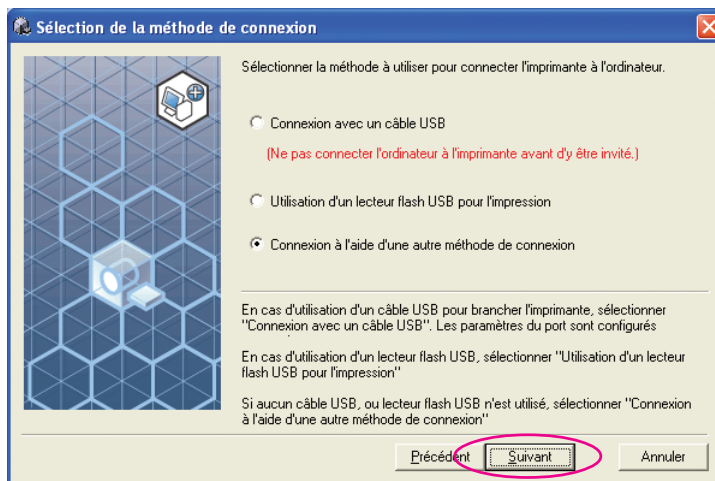 Sélection de la méthode de connexion
Sélectionner la méthode à utiliser pour connecter l'imprimante à l'ordinateur.
Connexion avec un câble USB
(Ne pas connecter l'ordinateur à l'imprimante avant d'y être invité.)
Utilisation d'un lecteur flash USB pour l'impression
Connexion à l'aide d'une autre méthode de connexion
En cas d'utilisation d'un câble USB pour brancher l'imprimante, sélectionner
"Connexion avec un câble USB". Les paramètres du port sont configurés
En cas d'utilisation d'un lecteur flash USB, sélectionner "Utilisation d'un lecteur
flash USB pour l'impression"
Si aucun câble USB, ou lecteur flash USB n'est utilisé, sélectionner "Connexion
à l'aide d'une autre méthode de connexion"
Précédent Suivant Annuler